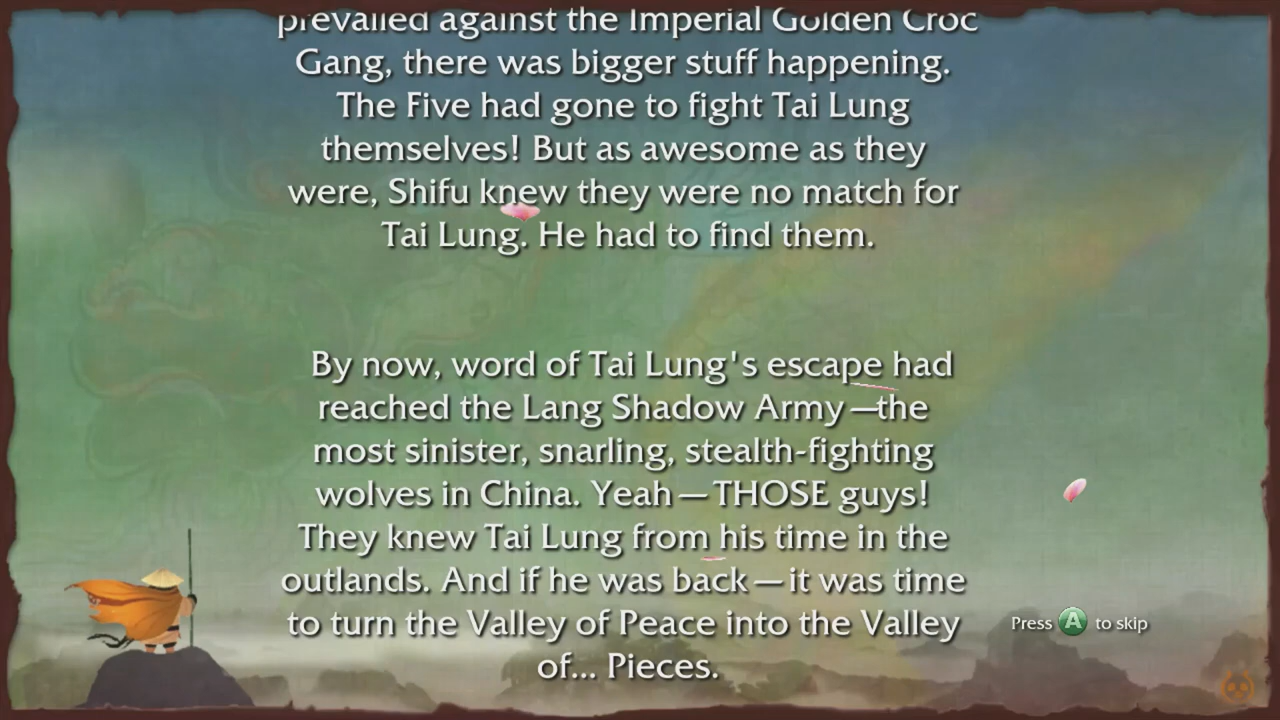 prevailed against the Imperial Golden Croc
Gang, there was bigger stuff happening.
The Five had gone to fight Tai Lung
themselves! But as awesome as they
were, Shifu knew they were no match for
Tai Lung. He had to find them.
By now, word of Tai Lung's escape had
reached the Lang Shadow Army—the
most sinister, snarling, stealth-fighting
wolves in China. Yeah—THOSE guys!
They knew Tai Lung from his time in the
outlands. And if he was back—it was time
to turn the Valley of Peace into the Valley
of... Pieces.
Press A to skip